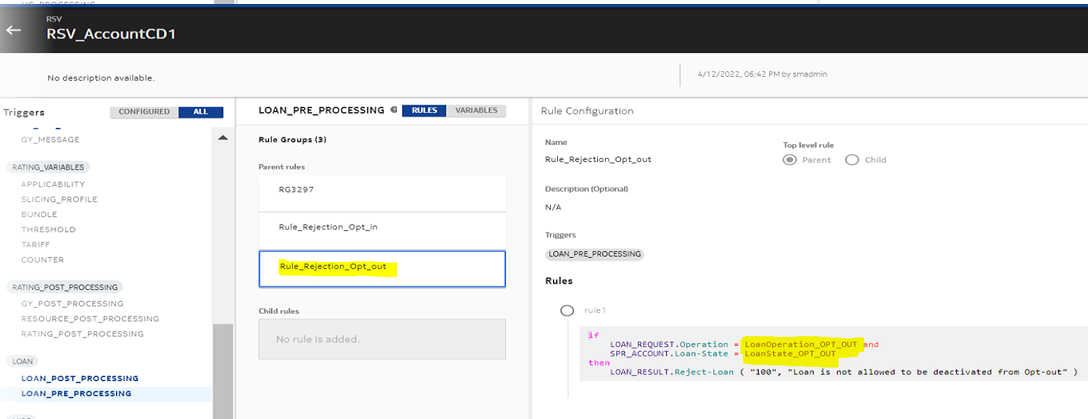 RSV
RSV_AccountCD1
No description available.
4/12/2022, 06:42 PM by smadmin
Triggers
CONFIGURED
ALL
GY_MESSAGE
RATING_VARIABLES
APPLICABILITY
SLICING_PROFILE
BUNDLE
THRESHOLD
TARIFF
COUNTER
RATING_POST_PROCESSING
GY_POST_PROCESSING
RESOURCE_POST_PROCESSING
RATING_POST_PROCESSING
LOAN
LOAN_POST_PROCESSING
LOAN_PRE_PROCESSING
LOAN_PRE_PROCESSING
RULES
VARIABLES
Rule Groups (3)
Parent rules
RG3297
Rule_Rejection_Opt_in
Rule_Rejection_Opt_out
Child rules
No rule is added.
Rule Configuration
Name
Rule_Rejection_Opt_out
Top level rule
Parent
Child
Description (Optional)
N/A
Triggers
LOAN_PRE_PROCESSING
Rules
rule1
if
LOAN_REQUEST.Operation = LoanOperation_OPT_OUT and
SPR_ACCOUNT.Loan-State = LoanState_OPT_OUT
then
LOAN_RESULT.Reject-Loan ( "100", "Loan is not allowed to be deactivated from Opt-out" )